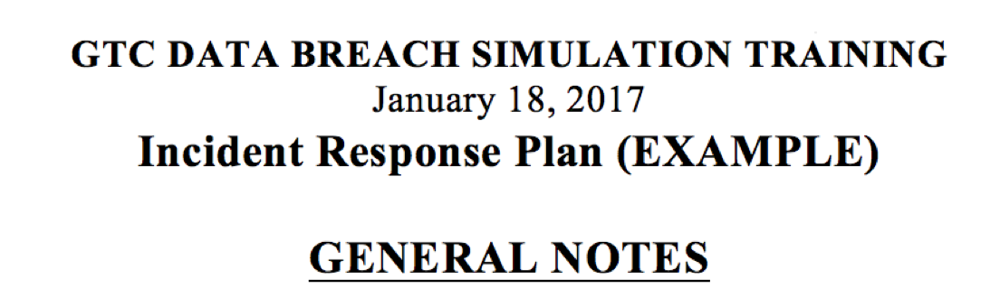 GTC DATA BREACH SIMULATION TRAINING
January 18, 2017
Incident Response Plan (EXAMPLE)
GENERAL NOTES